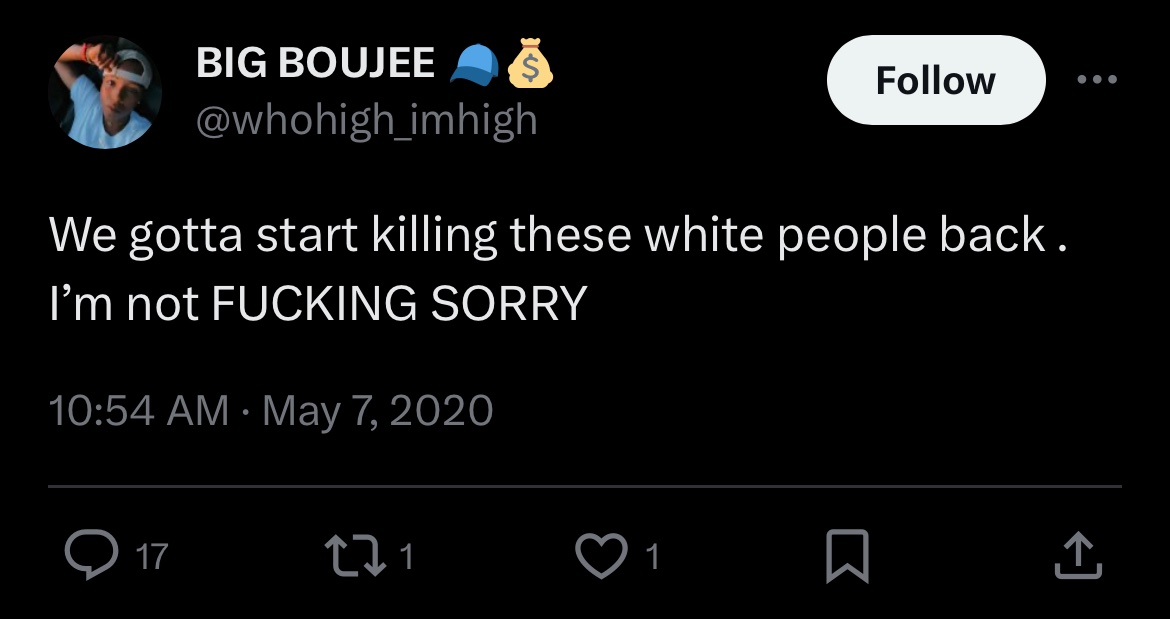 BIG BOUJEE 🧢💰
@whohigh_imhigh
Follow
We gotta start killing these white people back .
I’m not FUCKING SORRY
10:54 AM · May 7, 2020
17
1
1